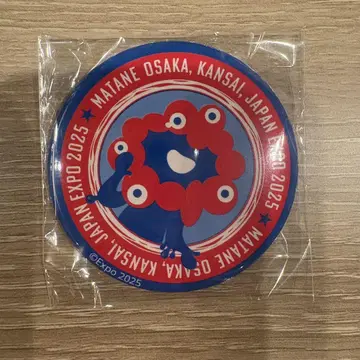 ★ MATANE OSAKA, KANSAI, JAPAN EXPO 2025
★ MATANE OSAKA, KANSAI, JAPAN EXPO 2025
©Expo 2025